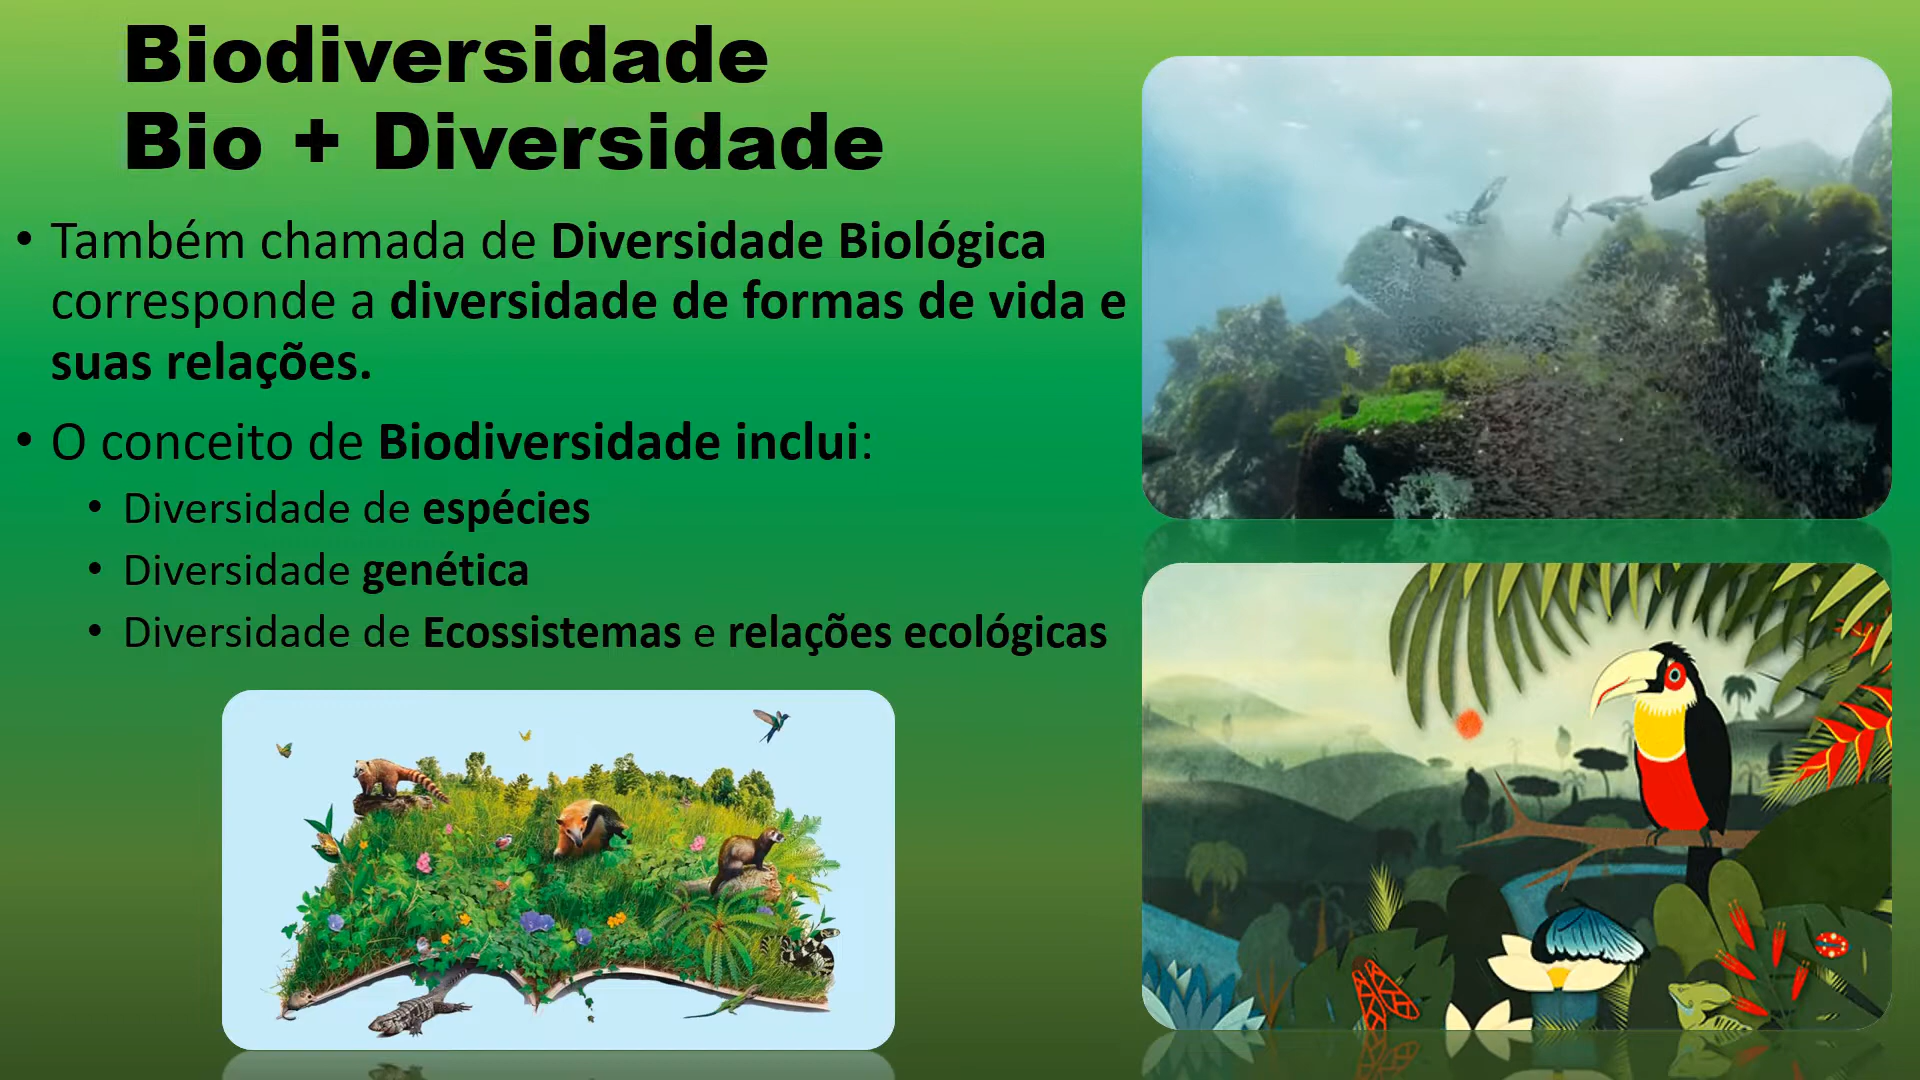 Biodiversidade
Bio + Diversidade
• Também chamada de Diversidade Biológica
corresponde a diversidade de formas de vida e
suas relações.
• O conceito de Biodiversidade inclui:
• Diversidade de espécies
• Diversidade genética
• Diversidade de Ecossistemas e relações ecológicas